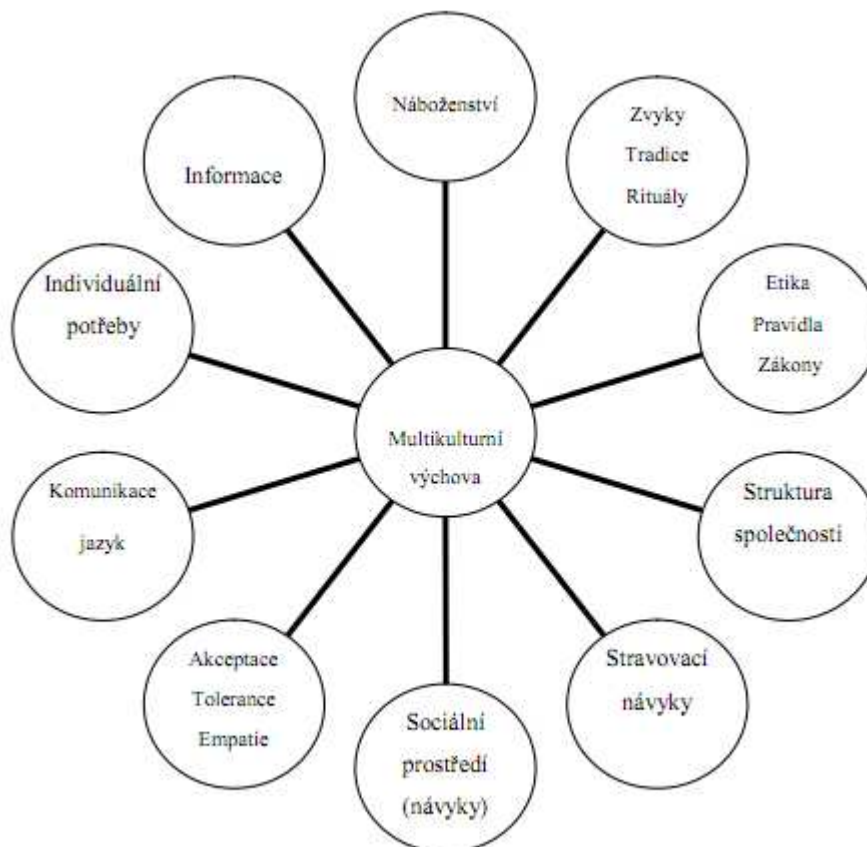 Náboženství
Zvyky
Tradice
Rituály
Etika
Pravidla
Zákony
Struktura
společnosti
Stravovací
návyky
Sociální
prostředí
(návyky)
Akceptace
Tolerance
Empatie
Komunikace
jazyk
Individuální
potřeby
Informace
Multikulturní
výchova